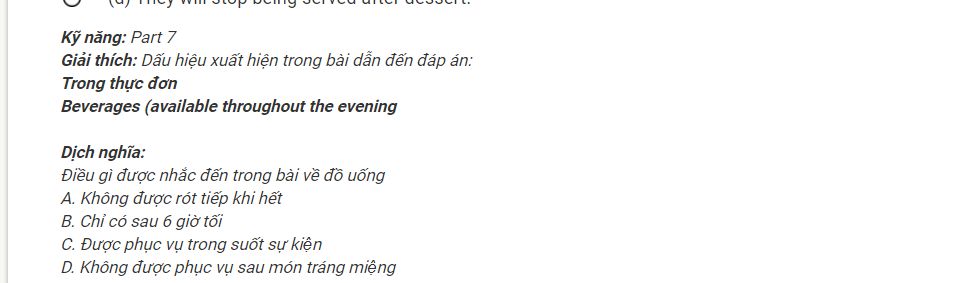 (d) They will stop being served after dessert.
Kỹ năng: Part 7
Giải thích: Dấu hiệu xuất hiện trong bài dẫn đến đáp án:
Trong thực đơn
Beverages (available throughout the evening
Dịch nghĩa:
Điều gì được nhắc đến trong bài về đồ uống
A. Không được rót tiếp khi hết
B. Chỉ có sau 6 giờ tối
C. Được phục vụ trong suốt sự kiện
D. Không được phục vụ sau món tráng miệng